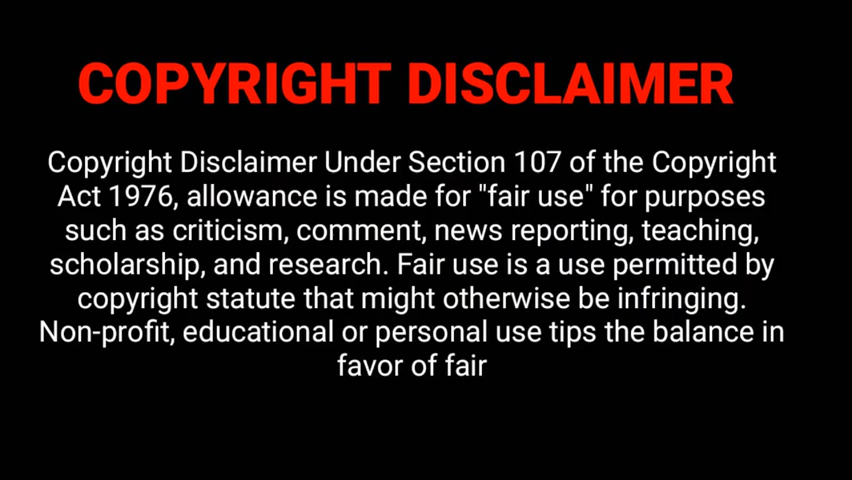 COPYRIGHT DISCLAIMER
Copyright Disclaimer Under Section 107 of the Copyright
Act 1976, allowance is made for "fair use" for purposes
such as criticism, comment, news reporting, teaching,
scholarship, and research. Fair use is a use permitted by
copyright statute that might otherwise be infringing.
Non-profit, educational or personal use tips the balance in
favor of fair